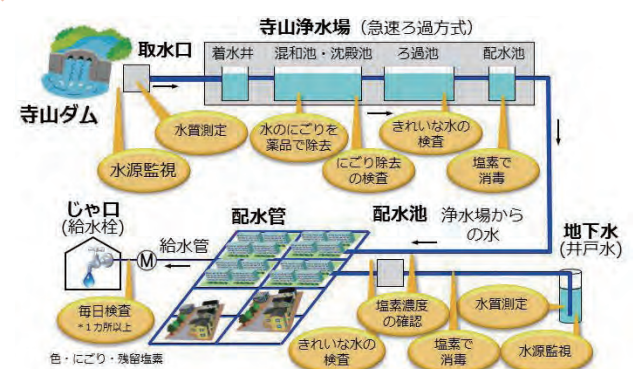 寺山浄水場（急速ろ過方式）
取水口
着水井
混和池・沈殿池
ろ過池
配水池
寺山ダム
水質測定
水源監視
水のにごりを
薬品で除去
にごり除去
の検査
きれいな水の
検査
塩素で
消毒
じゃ口
(給水栓)
給水管
M
配水管
配水池
浄水場から
の水
地下水
(井戸水)
毎日検査
*1カ所以上
色・にごり・残留塩素
きれいな水の
検査
塩素濃度
の確認
塩素で
消毒
水質測定
水源監視